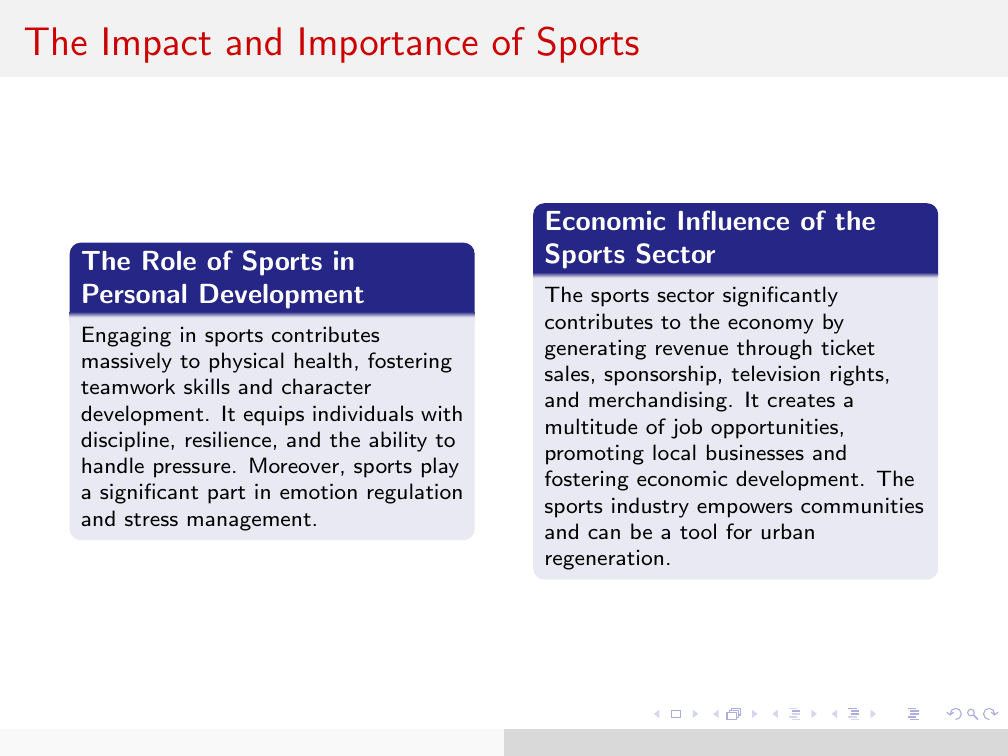 The Impact and Importance of Sports
The Role of Sports in
Personal Development
Engaging in sports contributes
massively to physical health, fostering
teamwork skills and character
development. It equips individuals with
discipline, resilience, and the ability to
handle pressure. Moreover, sports play
a significant part in emotion regulation
and stress management.
Economic Influence of the
Sports Sector
The sports sector significantly
contributes to the economy by
generating revenue through ticket
sales, sponsorship, television rights,
and merchandising. It creates a
multitude of job opportunities,
promoting local businesses and
fostering economic development. The
sports industry empowers communities
and can be a tool for urban
regeneration.